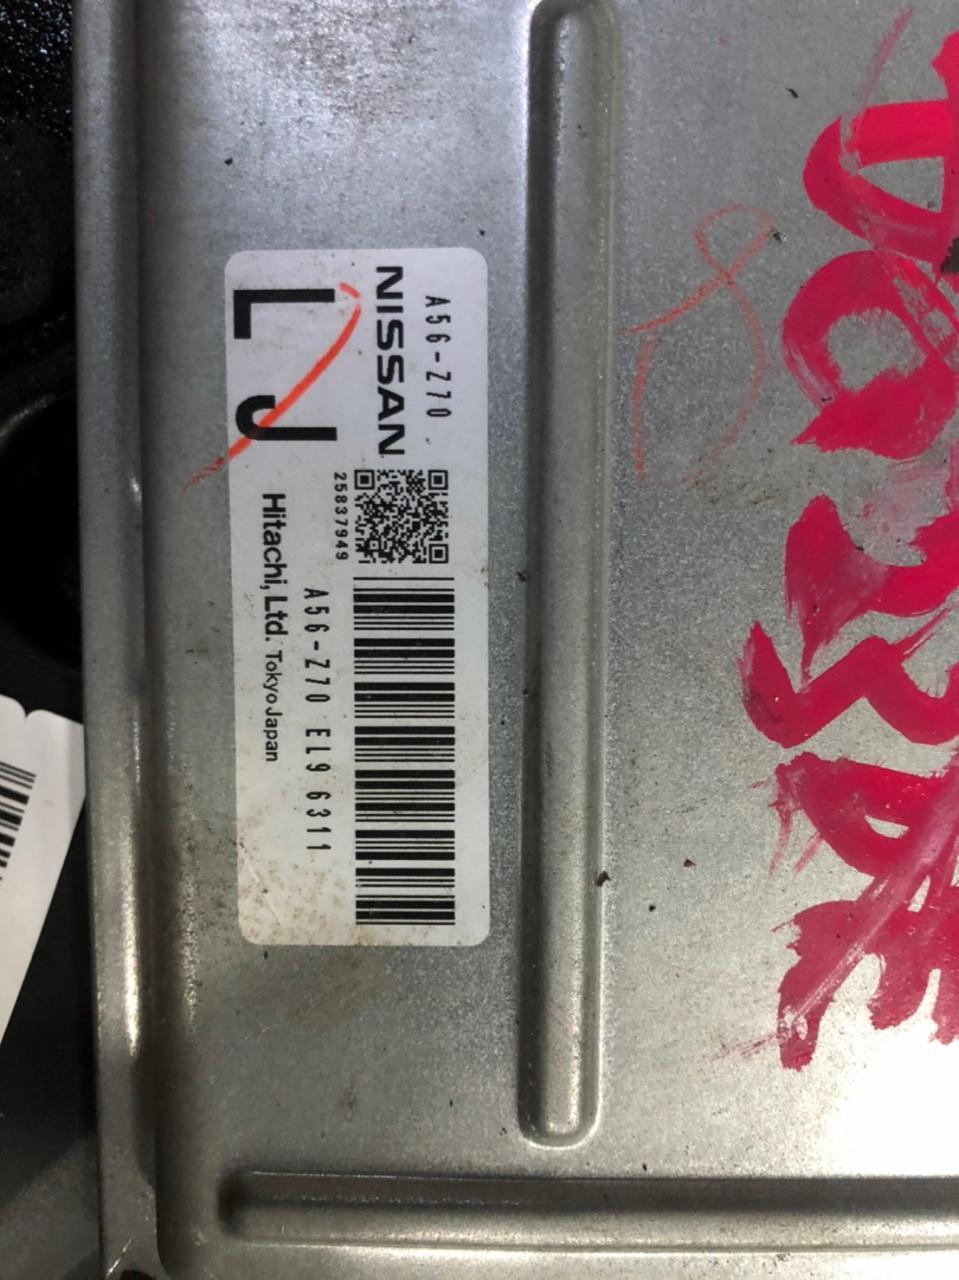 A56-Z70
NISSAN
LJ
25837949
A56-Z70 EL9 6311
Hitachi, Ltd. Tokyo Japan